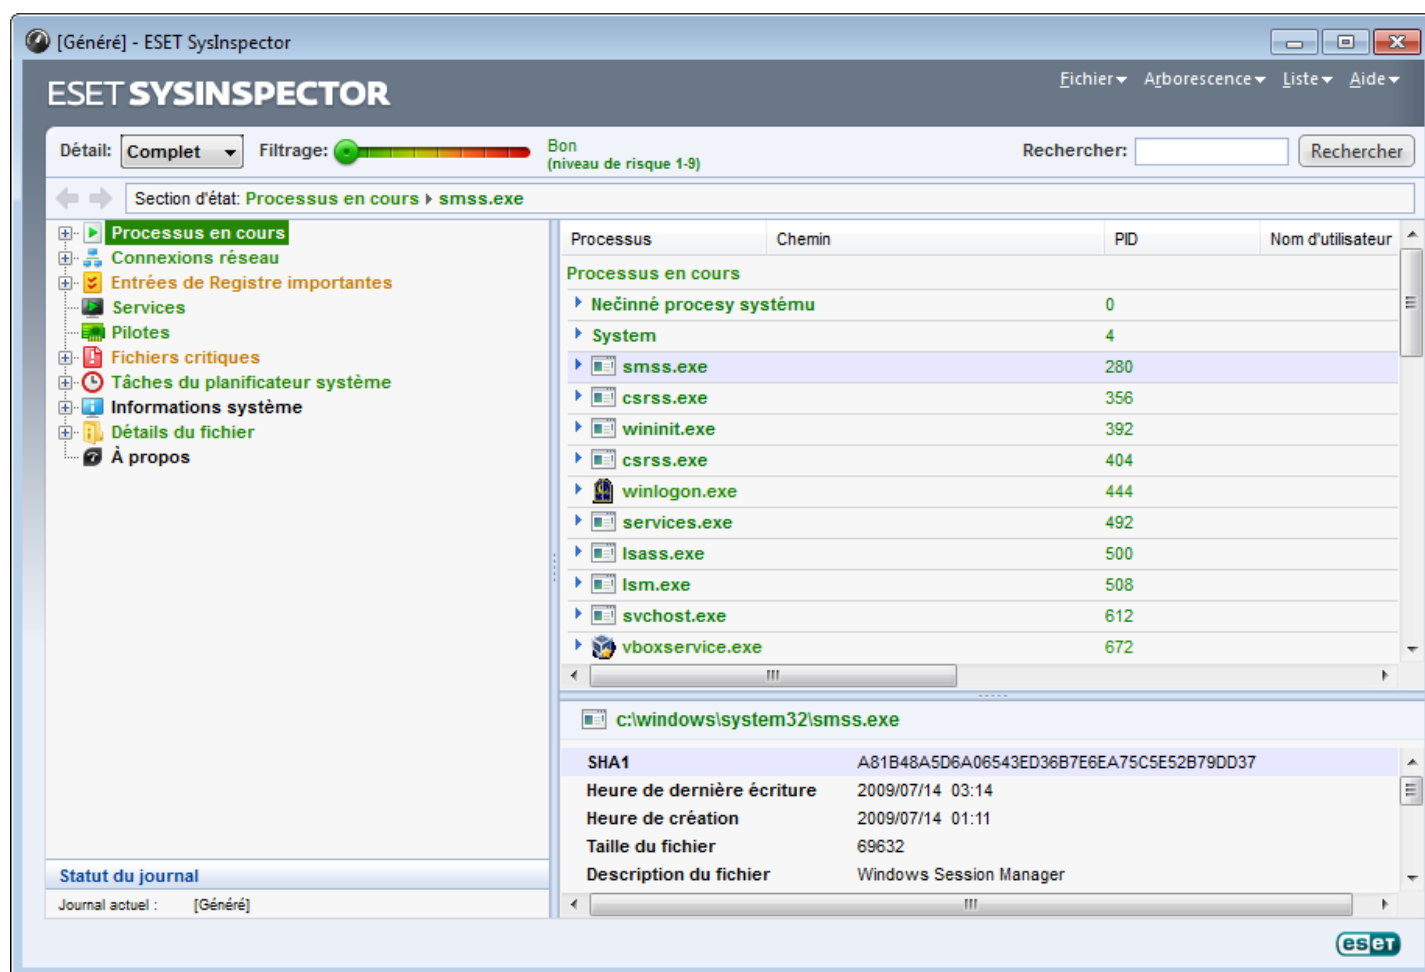 [Généré] - ESET SysInspector
ESET SYSINSPECTOR
Fichier Arborescence Liste Aide
Détail: Complet Filtrage: Bon (niveau de risque 1-9) Rechercher: Rechercher
Section d'état: Processus en cours smss.exe
Processus en cours
Connexions réseau
Entrées de Registre importantes
Services
Pilotes
Fichiers critiques
Tâches du planificateur système
Informations système
Détails du fichier
À propos
Statut du journal
Journal actuel : [Généré]
Processus Chemin PID Nom d'utilisateur
Processus en cours
Nečinné procesy systému 0
System 4
smss.exe 280
csrss.exe 356
wininit.exe 392
csrss.exe 404
winlogon.exe 444
services.exe 492
lsass.exe 500
lsm.exe 508
svchost.exe 612
vboxservice.exe 672
c:\windows\system32\smss.exe
SHA1 A81B48A5D6A06543ED36B7E6EA75C5E52B79DD37
Heure de dernière écriture 2009/07/14 03:14
Heure de création 2009/07/14 01:11
Taille du fichier 69632
Description du fichier Windows Session Manager
eset